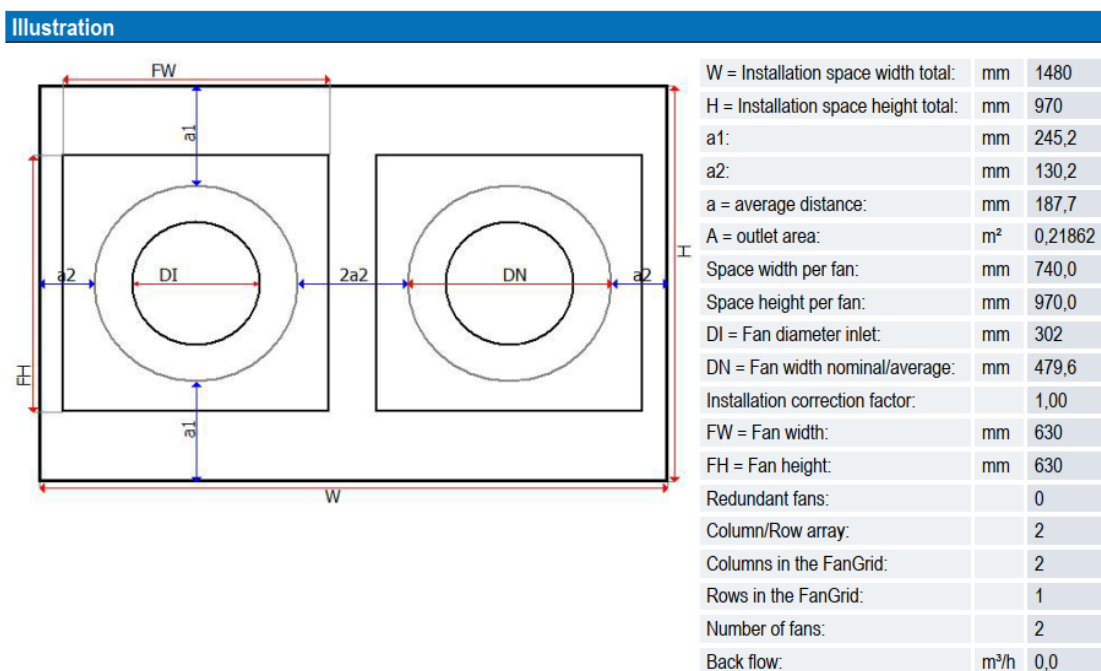 Illustration
FW
a1
a2
DI
2a2
DN
a2
H
FH
a1
W
W = Installation space width total: mm 1480
H = Installation space height total: mm 970
a1: mm 245,2
a2: mm 130,2
a = average distance: mm 187,7
A = outlet area: m² 0,21862
Space width per fan: mm 740,0
Space height per fan: mm 970,0
DI = Fan diameter inlet: mm 302
DN = Fan width nominal/average: mm 479,6
Installation correction factor: 1,00
FW = Fan width: mm 630
FH = Fan height: mm 630
Redundant fans: 0
Column/Row array: 2
Columns in the FanGrid: 2
Rows in the FanGrid: 1
Number of fans: 2
Back flow: m³/h 0,0